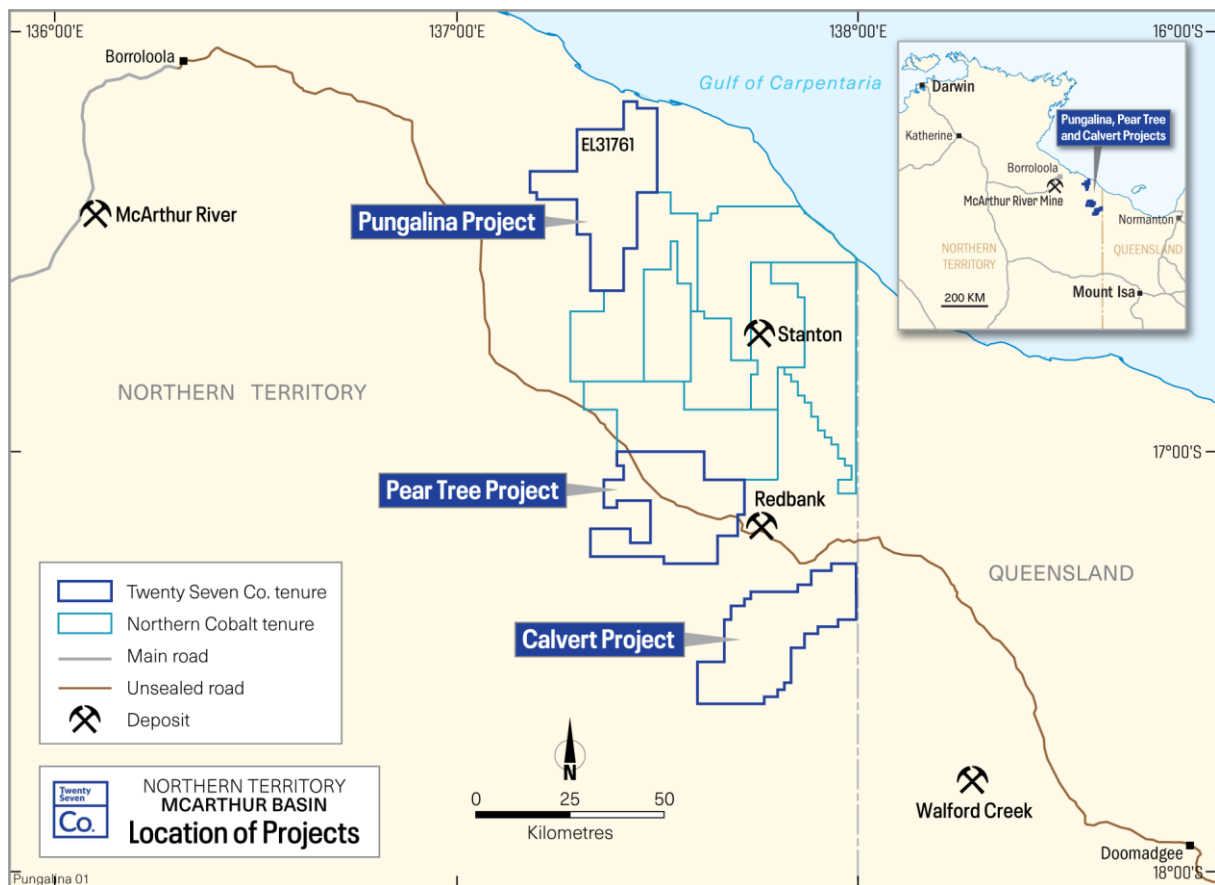 136°00'E
137°00'E
138°00'E
16°00'S
Borroloola
Gulf of Carpentaria
EL31761
McArthur River
Pungalina Project
Stanton
NORTHERN TERRITORY
17°00'S
Pear Tree Project
Redbank
QUEENSLAND
Calvert Project
Walford Creek
Doomadgee
18°00'S
Darwin
Katherine
Pungalina, Pear Tree
and Calvert Projects
Borroloola
McArthur River Mine
Normanton
NORTHERN
TERRITORY
QUEENSLAND
Mount Isa
200 KM
Twenty Seven Co. tenure
Northern Cobalt tenure
Main road
Unsealed road
Deposit
N
0 25 50
Kilometres
Twenty
Seven
Co.
NORTHERN TERRITORY
MCARTHUR BASIN
Location of Projects
Pungalina 01